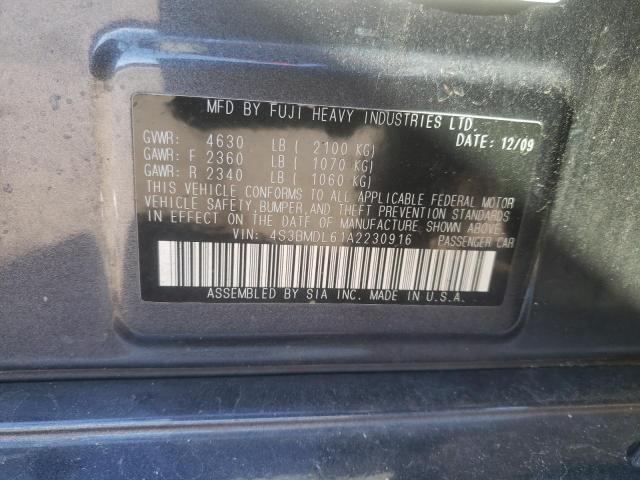 MFD BY FUJI HEAVY INDUSTRIES LTD.
GVWR: 4630 LB ( 2100 KG) DATE: 12/09
GAWR: F 2360 LB ( 1070 KG)
GAWR: R 2340 LB ( 1060 KG)
THIS VEHICLE CONFORMS TO ALL APPLICABLE FEDERAL MOTOR
VEHICLE SAFETY, BUMPER, AND THEFT PREVENTION STANDARDS
IN EFFECT ON THE DATE OF MANUFACTURE SHOWN ABOVE.
VIN: 4S3BMDL61A2230916 PASSENGER CAR
ASSEMBLED BY SIA INC. MADE IN U.S.A.